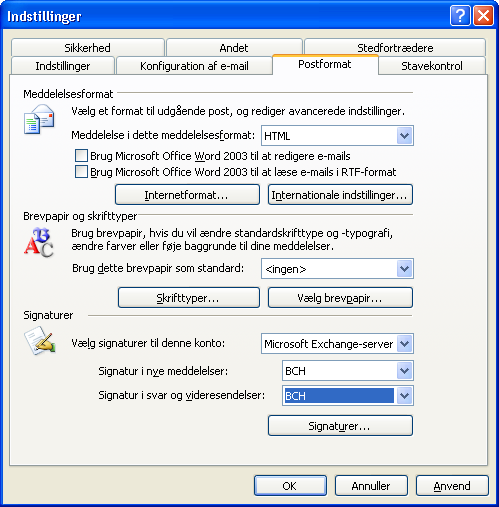 Indstillinger
Sikkerhed Andet Stedfortrædere
Indstillinger Konfiguration af e-mail Postformat Stavekontrol
Meddelelsesformat
Vælg et format til udgående post, og rediger avancerede indstillinger.
Meddelelse i dette meddelelsesformat: HTML
Brug Microsoft Office Word 2003 til at redigere e-mails
Brug Microsoft Office Word 2003 til at læse e-mails i RTF-format
Internetformat... Internationale indstillinger...
Brevpapir og skrifttyper
Brug brevpapir, hvis du vil ændre standardskrifttype og -typografi,
ændre farver eller føje baggrunde til dine meddelelser.
Brug dette brevpapir som standard: <ingen>
Skrifttyper... Vælg brevpapir...
Signaturer
Vælg signaturer til denne konto: Microsoft Exchange-server
Signatur i nye meddelelser: BCH
Signatur i svar og videresendelser: BCH
Signaturer...
OK Annuller Anvend